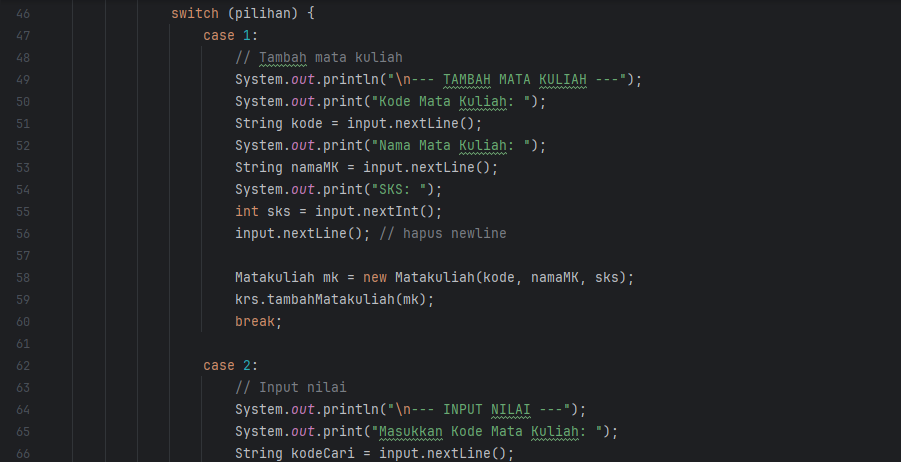 46 switch (pilihan) {
47 case 1:
48 // Tambah mata kuliah
49 System.out.println("\n--- TAMBAH MATA KULIAH ---");
50 System.out.print("Kode Mata Kuliah: ");
51 String kode = input.nextLine();
52 System.out.print("Nama Mata Kuliah: ");
53 String namaMK = input.nextLine();
54 System.out.print("SKS: ");
55 int sks = input.nextInt();
56 input.nextLine(); // hapus newline
57
58 Matakuliah mk = new Matakuliah(kode, namaMK, sks);
59 krs.tambahMatakuliah(mk);
60 break;
61
62 case 2:
63 // Input nilai
64 System.out.println("\n--- INPUT NILAI ---");
65 System.out.print("Masukkan Kode Mata Kuliah: ");
66 String kodeCari = input.nextLine();